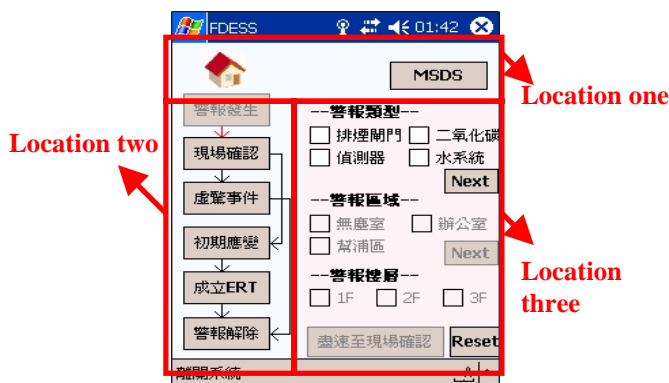 FDESS 01:42
MSDS
Location one
Location two
警報發生
現場確認
虛驚事件
初期應變
成立ERT
警報解除
--警報類型--
排煙閘門 二氧化碳
偵測器 水系統
Next
--警報區域--
無塵室 辦公室
幫浦區
Next
--警報樓層--
1F 2F 3F
盡速至現場確認 Reset
Location
three
離開系統